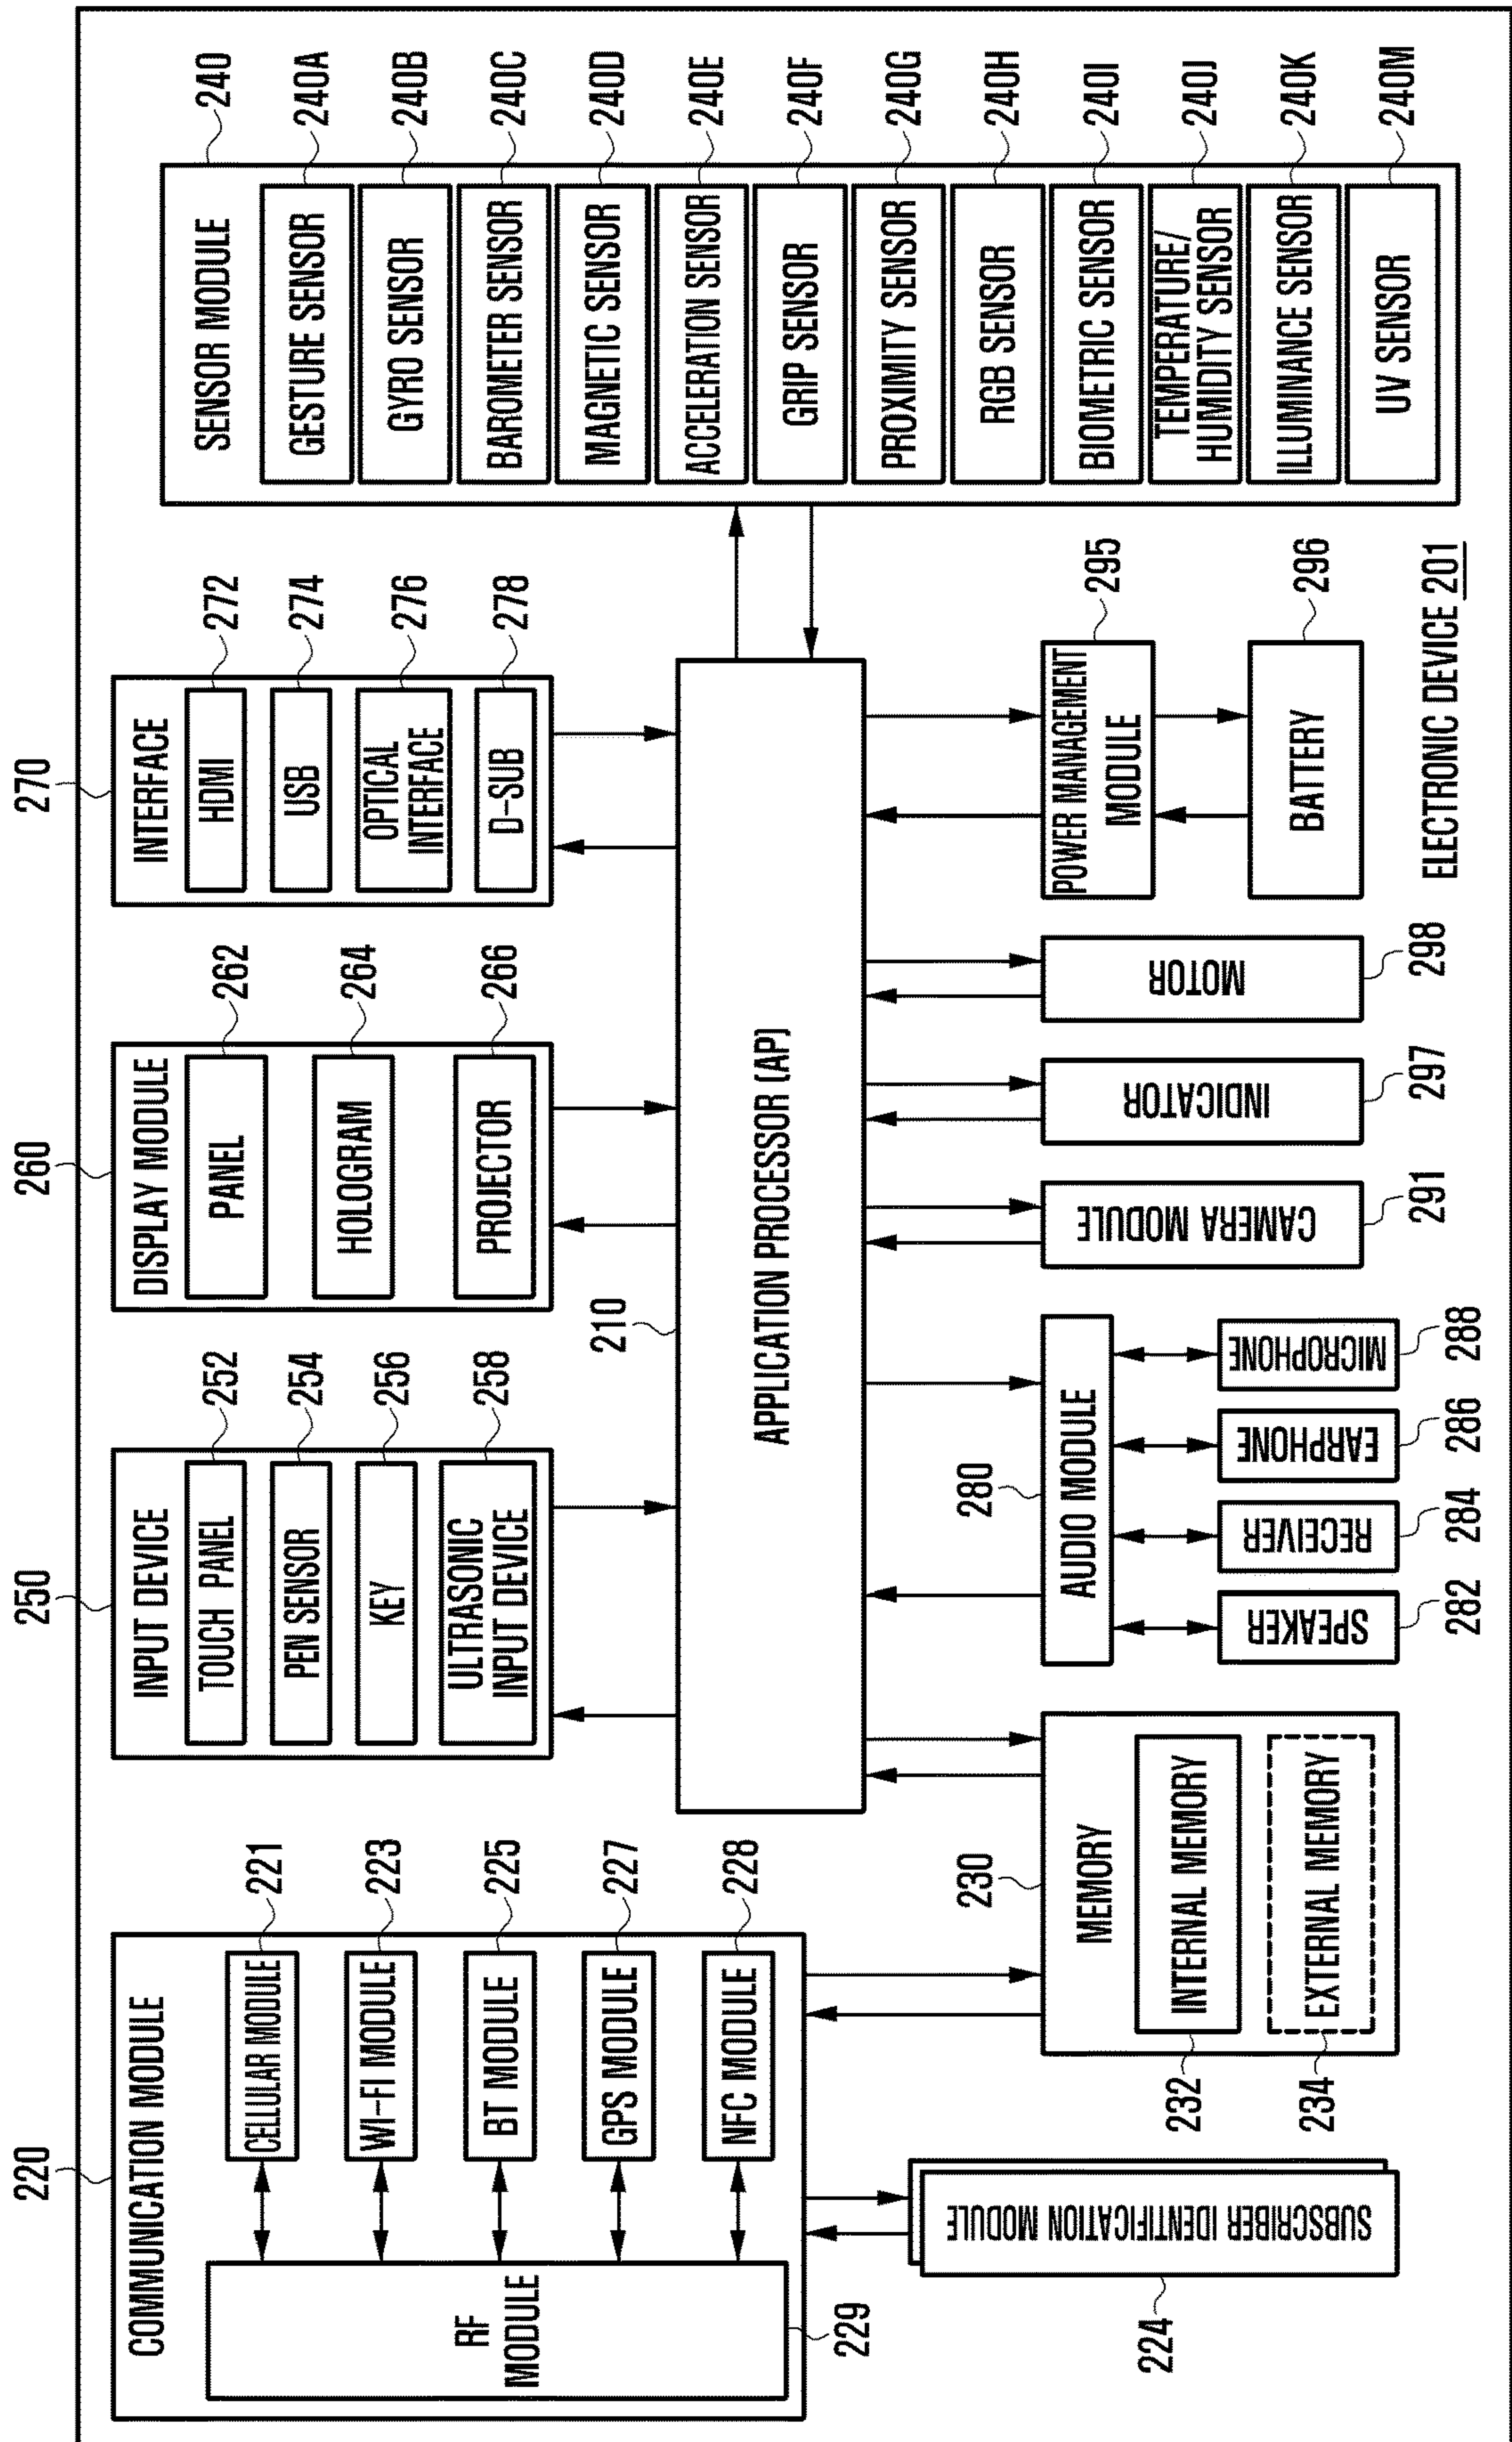 220
COMMUNICATION MODULE
RF
MODULE
229
CELLULAR MODULE
221
WI-FI MODULE
223
BT MODULE
225
GPS MODULE
227
NFC MODULE
228
250
INPUT DEVICE
TOUCH PANEL
252
PEN SENSOR
254
KEY
256
ULTRASONIC
INPUT DEVICE
258
260
DISPLAY MODULE
PANEL
262
HOLOGRAM
264
PROJECTOR
266
270
INTERFACE
HDMI
272
USB
274
OPTICAL
INTERFACE
276
D-SUB
278
SENSOR MODULE
240
GESTURE SENSOR
240A
GYRO SENSOR
240B
BAROMETER SENSOR
240C
MAGNETIC SENSOR
240D
ACCELERATION SENSOR
240E
GRIP SENSOR
240F
PROXIMITY SENSOR
240G
RGB SENSOR
240H
BIOMETRIC SENSOR
240I
TEMPERATURE/
HUMIDITY SENSOR
240J
ILLUMINANCE SENSOR
240K
UV SENSOR
240M
210
APPLICATION PROCESSOR (AP)
SUBSCRIBER IDENTIFICATION MODULE
224
230
MEMORY
INTERNAL MEMORY
232
EXTERNAL MEMORY
234
280
AUDIO MODULE
SPEAKER
282
RECEIVER
284
EARPHONE
286
MICROPHONE
288
CAMERA MODULE
291
INDICATOR
297
MOTOR
298
POWER MANAGEMENT
MODULE
295
BATTERY
296
ELECTRONIC DEVICE 201